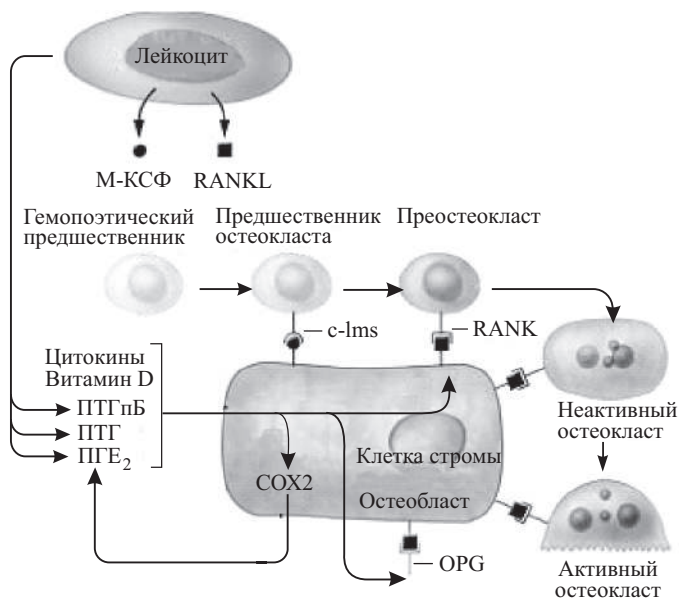 Лейкоцит
М-КСФ RANKL
Гемопоэтический
предшественник
Предшественник
остеокласта
Преостеокласт
c-lms
RANK
Цитокины
Витамин D
ПТГпБ
ПТГ
ПГЕ2
Клетка стромы
COX2
Остеобласт
OPG
Неактивный
остеокласт
Активный
остеокласт